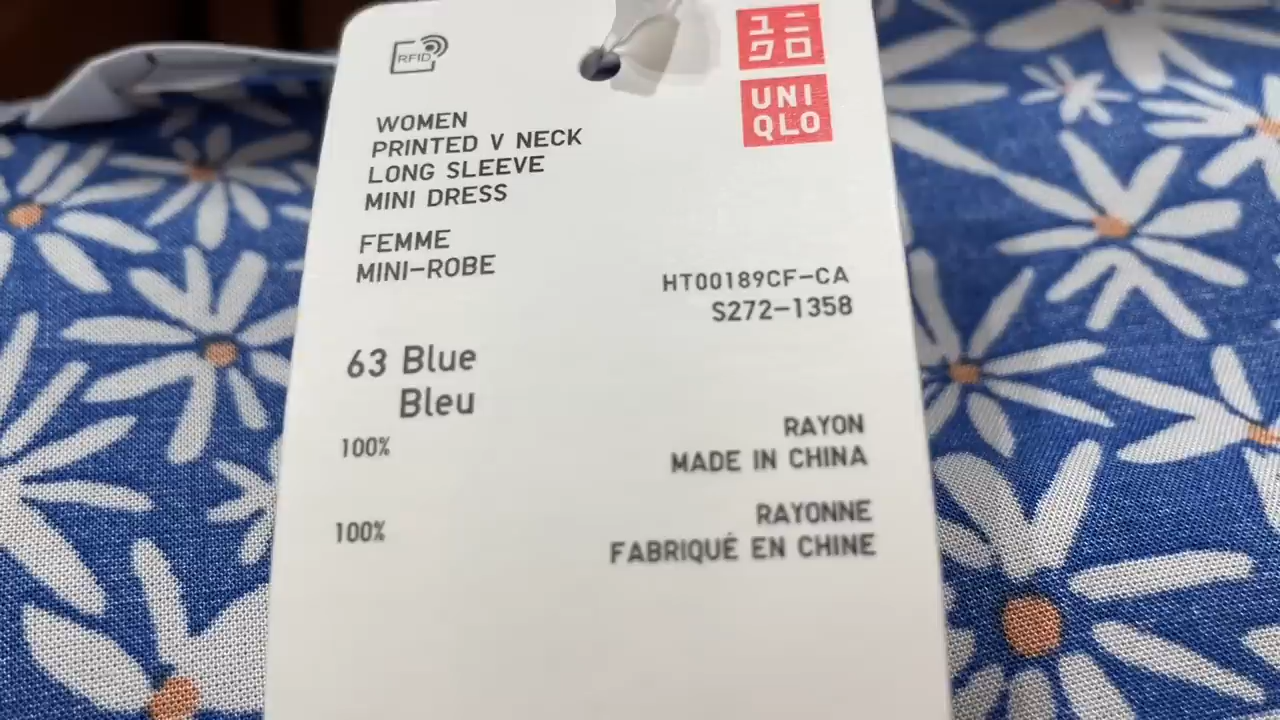 RFID
ユニ
クロ
UNI
QLO
WOMEN
PRINTED V NECK
LONG SLEEVE
MINI DRESS
FEMME
MINI-ROBE
HT00189CF-CA
S272-1358
63 Blue
Bleu
100% RAYON
MADE IN CHINA
100% RAYONNE
FABRIQUÉ EN CHINE